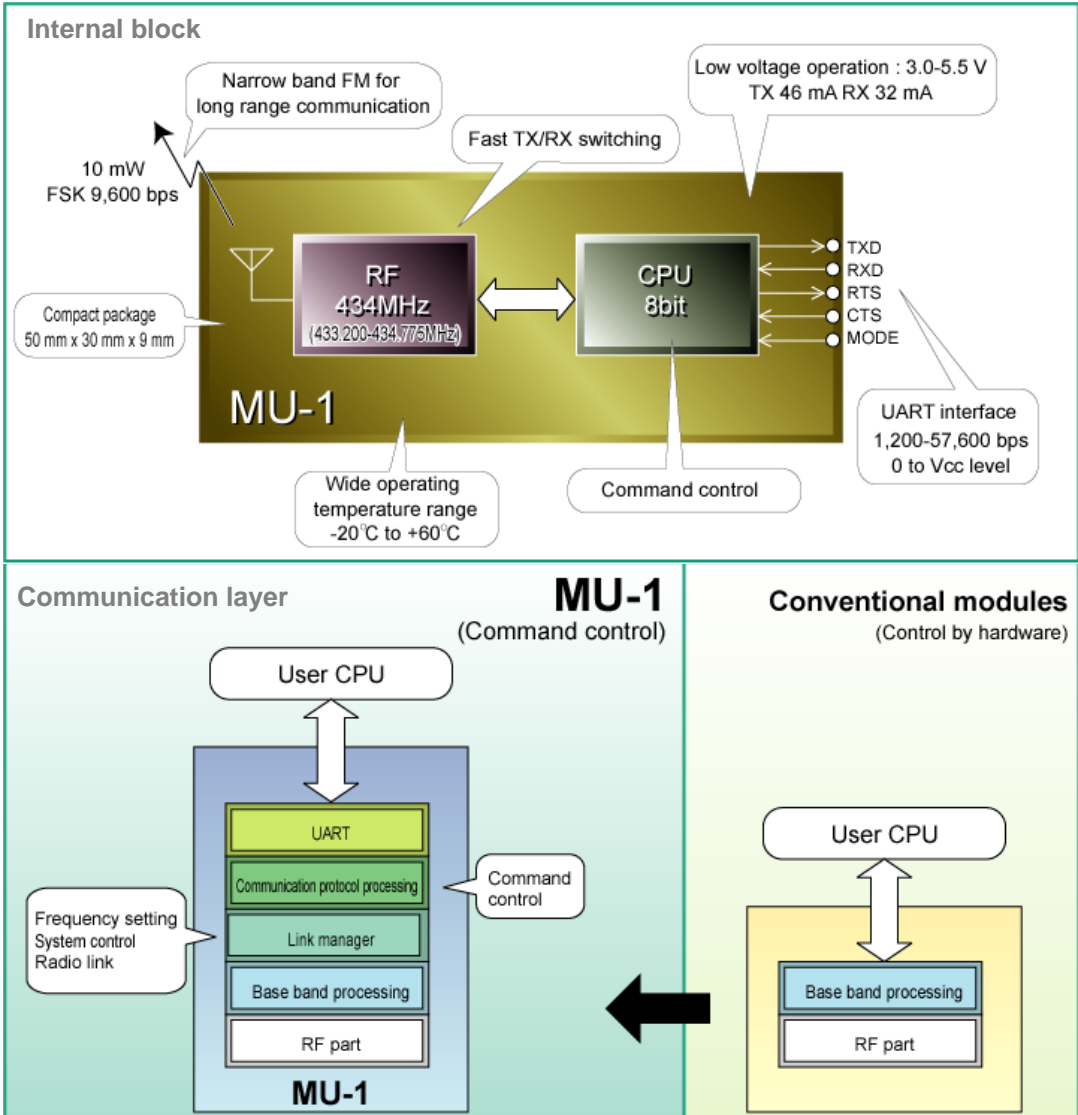 Internal block
Narrow band FM for
long range communication
Low voltage operation : 3.0-5.5 V
TX 46 mA RX 32 mA
Fast TX/RX switching
10 mW
FSK 9,600 bps
RF
434MHz
(433.200-434.775MHz)
CPU
8bit
TXD
RXD
RTS
CTS
MODE
Compact package
50 mm x 30 mm x 9 mm
MU-1
UART interface
1,200-57,600 bps
0 to Vcc level
Wide operating
temperature range
-20°C to +60°C
Command control
Communication layer
MU-1
(Command control)
User CPU
UART
Communication protocol processing
Link manager
Base band processing
RF part
MU-1
Command
control
Frequency setting
System control
Radio link
Conventional modules
(Control by hardware)
User CPU
Base band processing
RF part